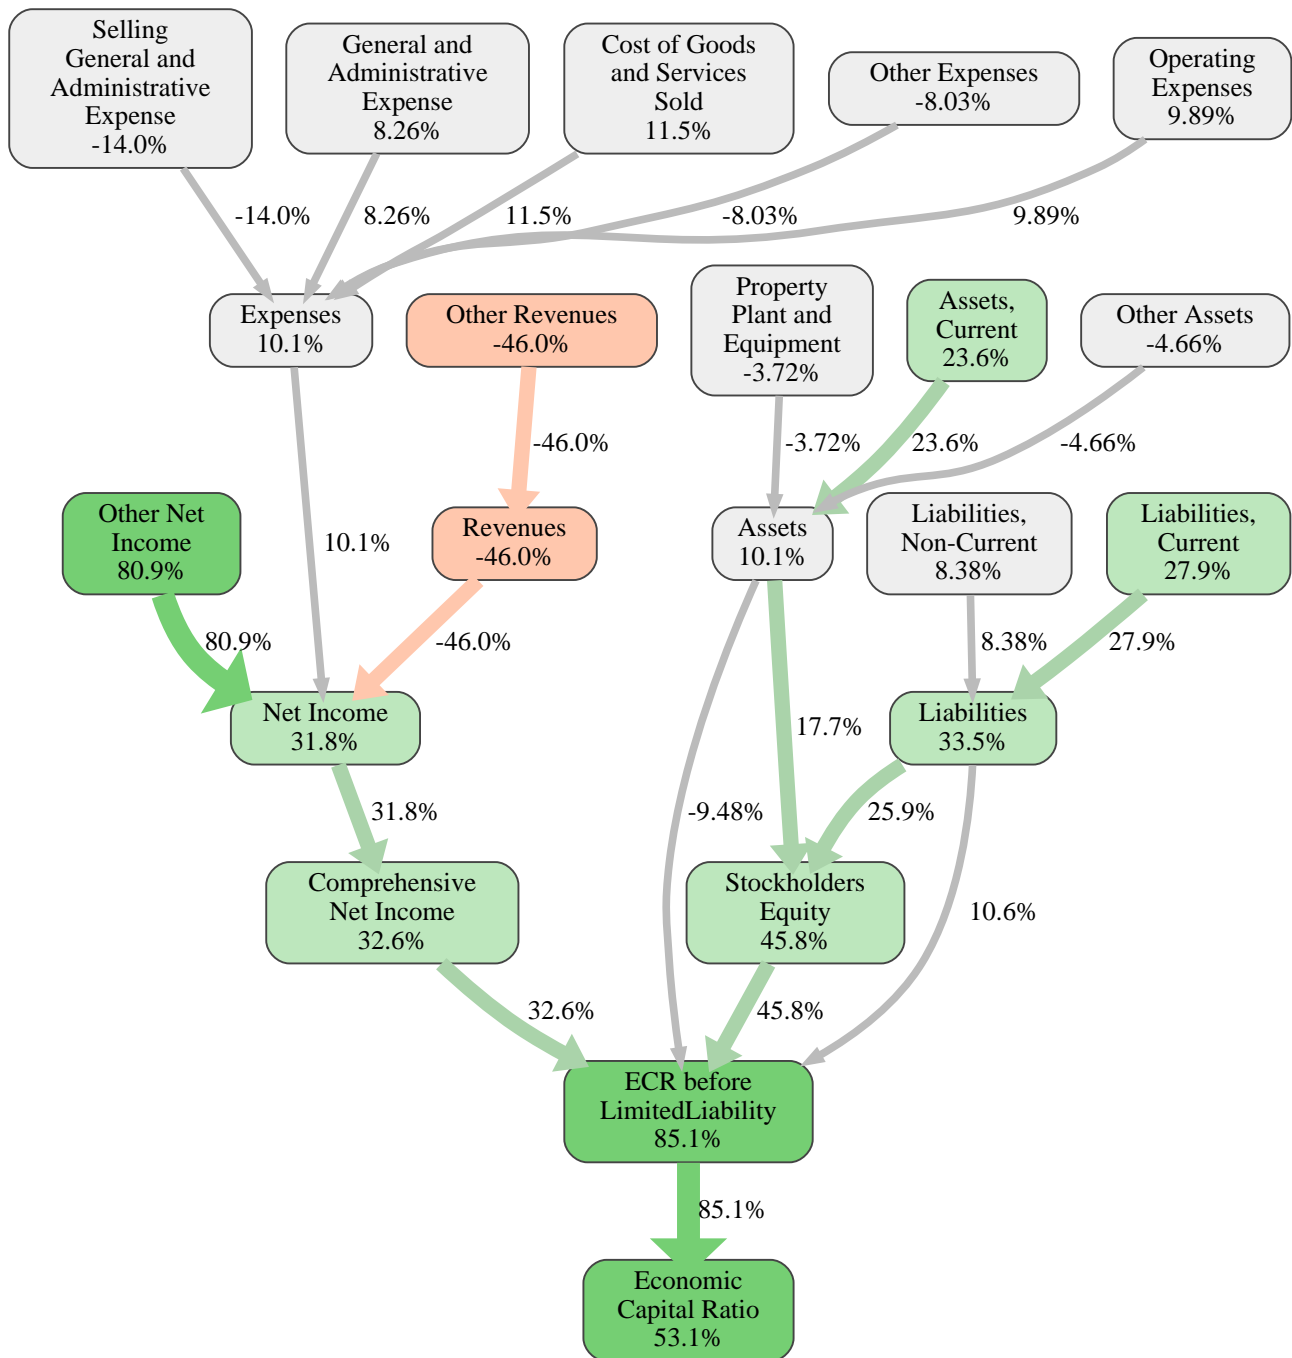 Selling
General and
Administrative
Expense
-14.0%
General and
Administrative
Expense
8.26%
Cost of Goods
and Services
Sold
11.5%
Other Expenses
-8.03%
Operating
Expenses
9.89%
-14.0%
8.26%
11.5%
-8.03%
9.89%
Expenses
10.1%
Other Revenues
-46.0%
Property
Plant and
Equipment
-3.72%
Assets,
Current
23.6%
Other Assets
-4.66%
-46.0%
-3.72%
23.6%
-4.66%
Other Net
Income
80.9%
10.1%
Revenues
-46.0%
Assets
10.1%
Liabilities,
Non-Current
8.38%
Liabilities,
Current
27.9%
80.9%
-46.0%
8.38%
27.9%
Net Income
31.8%
17.7%
Liabilities
33.5%
31.8%
-9.48%
25.9%
Comprehensive
Net Income
32.6%
Stockholders
Equity
45.8%
10.6%
32.6%
45.8%
ECR before
LimitedLiability
85.1%
85.1%
Economic
Capital Ratio
53.1%